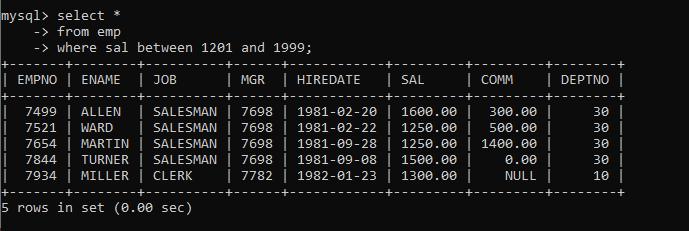 mysql> select *
    -> from emp
    -> where sal between 1201 and 1999;
+-------+--------+----------+------+------------+---------+---------+--------+
| EMPNO | ENAME  | JOB      | MGR  | HIREDATE   | SAL     | COMM    | DEPTNO |
+-------+--------+----------+------+------------+---------+---------+--------+
|  7499 | ALLEN  | SALESMAN | 7698 | 1981-02-20 | 1600.00 |  300.00 |     30 |
|  7521 | WARD   | SALESMAN | 7698 | 1981-02-22 | 1250.00 |  500.00 |     30 |
|  7654 | MARTIN | SALESMAN | 7698 | 1981-09-28 | 1250.00 | 1400.00 |     30 |
|  7844 | TURNER | SALESMAN | 7698 | 1981-09-08 | 1500.00 |    0.00 |     30 |
|  7934 | MILLER | CLERK    | 7782 | 1982-01-23 | 1300.00 |    NULL |     10 |
+-------+--------+----------+------+------------+---------+---------+--------+
5 rows in set (0.00 sec)